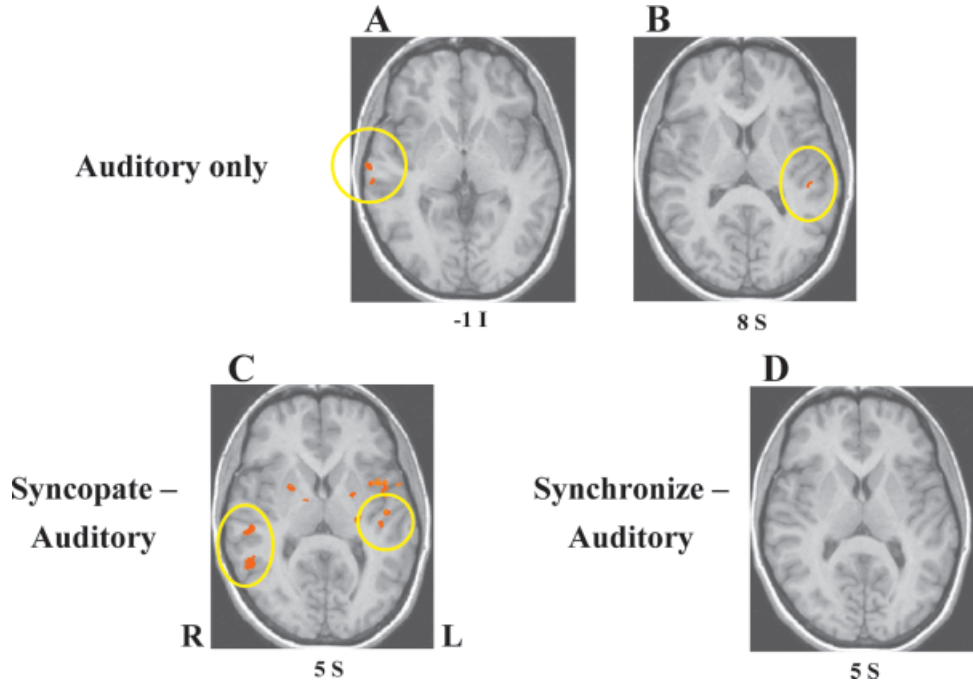 A
B
Auditory only
-1 I
8 S
C
D
Syncopate –
Auditory
Synchronize –
Auditory
R
L
5 S
5 S